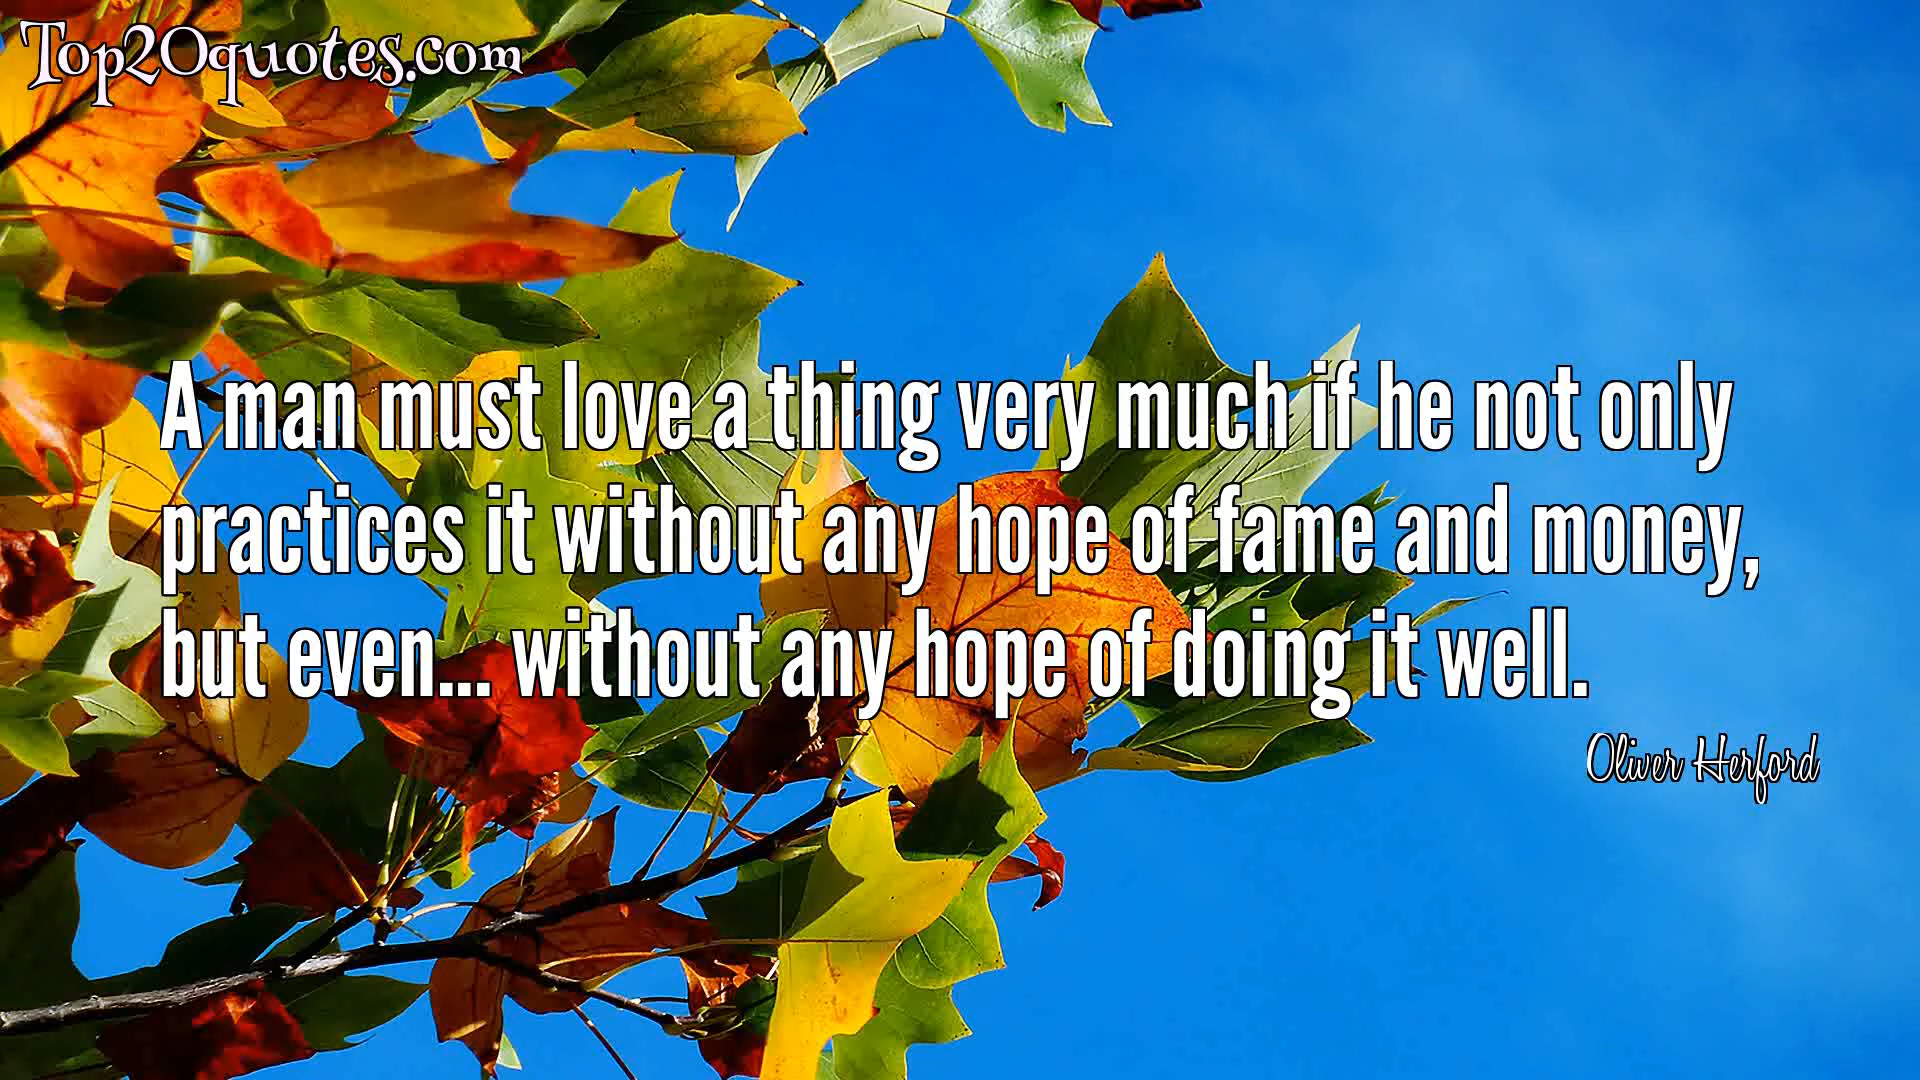 Top20quotes.com
A man must love a thing very much if he not only
practices it without any hope of fame and money,
but even... without any hope of doing it well.
Oliver Herford